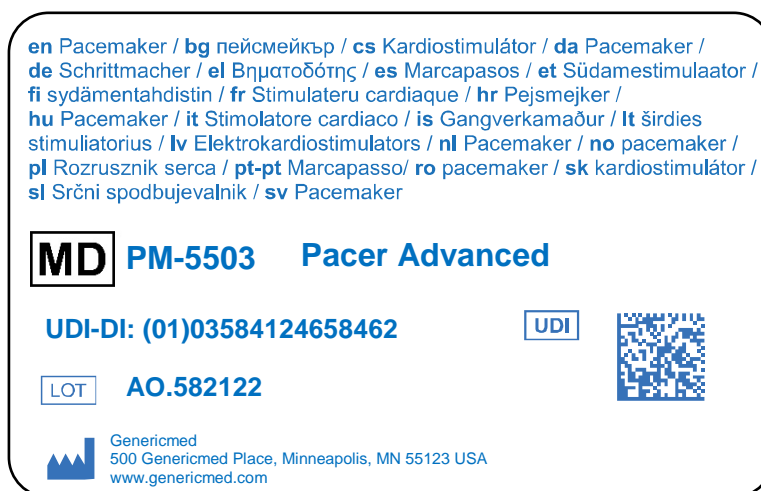 en Pacemaker / bg пейсмейкър / cs Kardiostimulátor / da Pacemaker /
de Schrittmacher / el Βηματοδότης / es Marcapasos / et Südamestimulaator /
fi sydämentahdistin / fr Stimulateru cardiaque / hr Pejsmejker /
hu Pacemaker / it Stimolatore cardiaco / is Gangverkamaður / lt širdies
stimuliatorius / lv Elektrokardiostimulators / nl Pacemaker / no pacemaker /
pl Rozrusznik serca / pt-pt Marcapasso/ ro pacemaker / sk kardiostimulátor /
sl Srčni spodbujevalnik / sv Pacemaker
MD PM-5503 Pacer Advanced
UDI-DI: (01)03584124658462 UDI
LOT AO.582122
Genericmed
500 Genericmed Place, Minneapolis, MN 55123 USA
www.genericmed.com